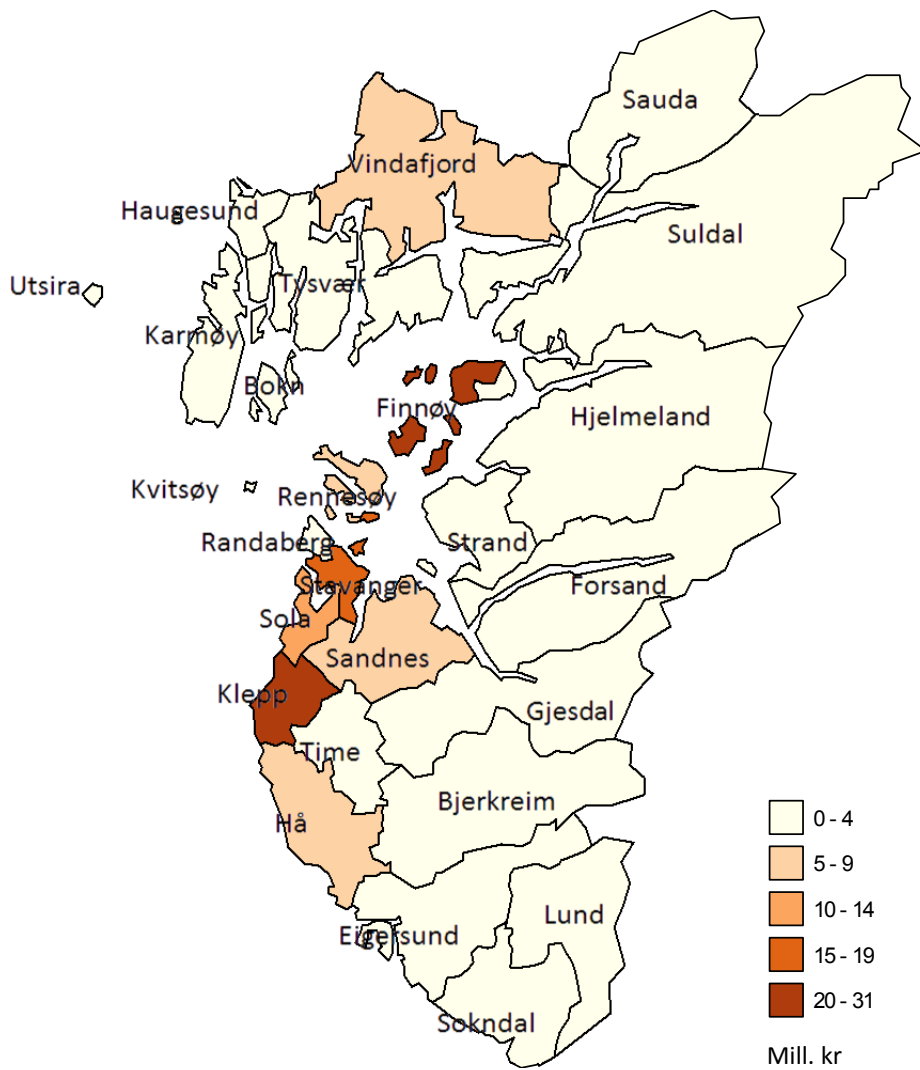 Sauda
Vindafjord
Haugesund
Suldal
Utsira
Tysvær
Karmøy
Bokn
Finnøy
Hjelmeland
Kvitsøy
Rennesøy
Randaberg
Strand
Stavanger
Forsand
Sola
Sandnes
Klepp
Gjesdal
Time
Bjerkreim
Hå
Lund
Eigersund
Sokndal
0 - 4
5 - 9
10 - 14
15 - 19
20 - 31
Mill. kr